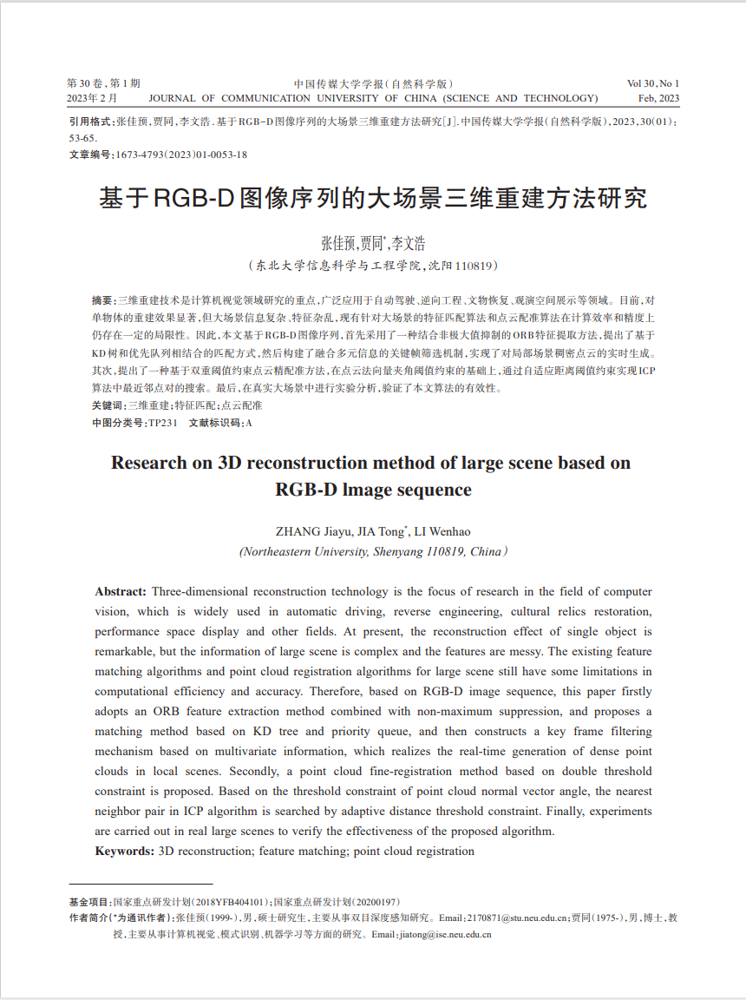 第 30 卷,第 1 期 中国传媒大学学报(自然科学版) Vol 30,No 1
2023年 2 月 JOURNAL OF COMMUNICATION UNIVERSITY OF CHINA (SCIENCE AND TECHNOLOGY) Feb, 2023
引用格式:张佳预,贾同,李文浩.基于RGB-D图像序列的大场景三维重建方法研究[J].中国传媒大学学报(自然科学版),2023,30(01):
53-65.
文章编号:1673-4793(2023)01-0053-18
基于RGB-D图像序列的大场景三维重建方法研究
张佳预,贾同*,李文浩
(东北大学信息科学与工程学院,沈阳 110819)
摘要:三维重建技术是计算机视觉领域研究的重点,广泛应用于自动驾驶、逆向工程、文物恢复、观演空间展示等领域。目前,对
单物体的重建效果显著,但大场景信息复杂、特征杂乱,现有针对大场景的特征匹配算法和点云配准算法在计算效率和精度上
仍存在一定的局限性。因此,本文基于RGB-D图像序列,首先采用了一种结合非极大值抑制的ORB特征提取方法,提出了基于
KD树和优先队列相结合的匹配方式,然后构建了融合多元信息的关键帧筛选机制,实现了对局部场景稠密点云的实时生成。
其次,提出了一种基于双重阈值约束点云精配准方法,在点云法向量夹角阈值约束的基础上,通过自适应距离阈值约束实现ICP
算法中最近邻点对的搜索。最后,在真实大场景中进行实验分析,验证了本文算法的有效性。
关键词:三维重建;特征匹配;点云配准
中图分类号:TP231 文献标识码:A
Research on 3D reconstruction method of large scene based on
RGB-D lmage sequence
ZHANG Jiayu, JIA Tong*, LI Wenhao
(Northeastern University, Shenyang 110819, China)
Abstract: Three-dimensional reconstruction technology is the focus of research in the field of computer
vision, which is widely used in automatic driving, reverse engineering, cultural relics restoration,
performance space display and other fields. At present, the reconstruction effect of single object is
remarkable, but the information of large scene is complex and the features are messy. The existing feature
matching algorithms and point cloud registration algorithms for large scene still have some limitations in
computational efficiency and accuracy. Therefore, based on RGB-D image sequence, this paper firstly
adopts an ORB feature extraction method combined with non-maximum suppression, and proposes a
matching method based on KD tree and priority queue, and then constructs a key frame filtering
mechanism based on multivariate information, which realizes the real-time generation of dense point
clouds in local scenes. Secondly, a point cloud fine-registration method based on double threshold
constraint is proposed. Based on the threshold constraint of point cloud normal vector angle, the nearest
neighbor pair in ICP algorithm is searched by adaptive distance threshold constraint. Finally, experiments
are carried out in real large scenes to verify the effectiveness of the proposed algorithm.
Keywords: 3D reconstruction; feature matching; point cloud registration
基金项目:国家重点研发计划(2018YFB404101);国家重点研发计划(20200197)
作者简介(*为通讯作者):张佳预(1999-),男,硕士研究生,主要从事双目深度感知研究。Email:2170871@stu.neu.edu.cn;贾同(1975-),男,博士,教
授,主要从事计算机视觉、模式识别、机器学习等方面的研究。Email:jiatong@ise.neu.edu.cn